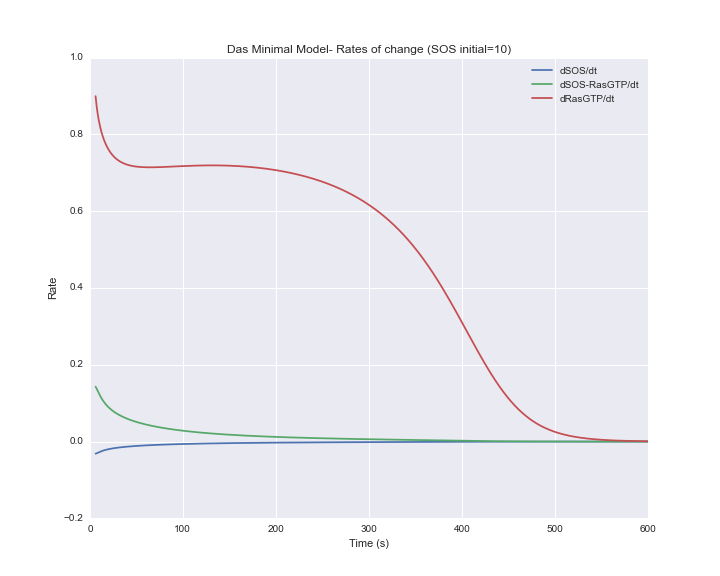 Das Minimal Model- Rates of change (SOS initial=10)
dSOS/dt
dSOS-RasGTP/dt
dRasGTP/dt
1.0
0.8
0.6
0.4
0.2
0.0
−0.2
Rate
0 100 200 300 400 500 600
Time (s)